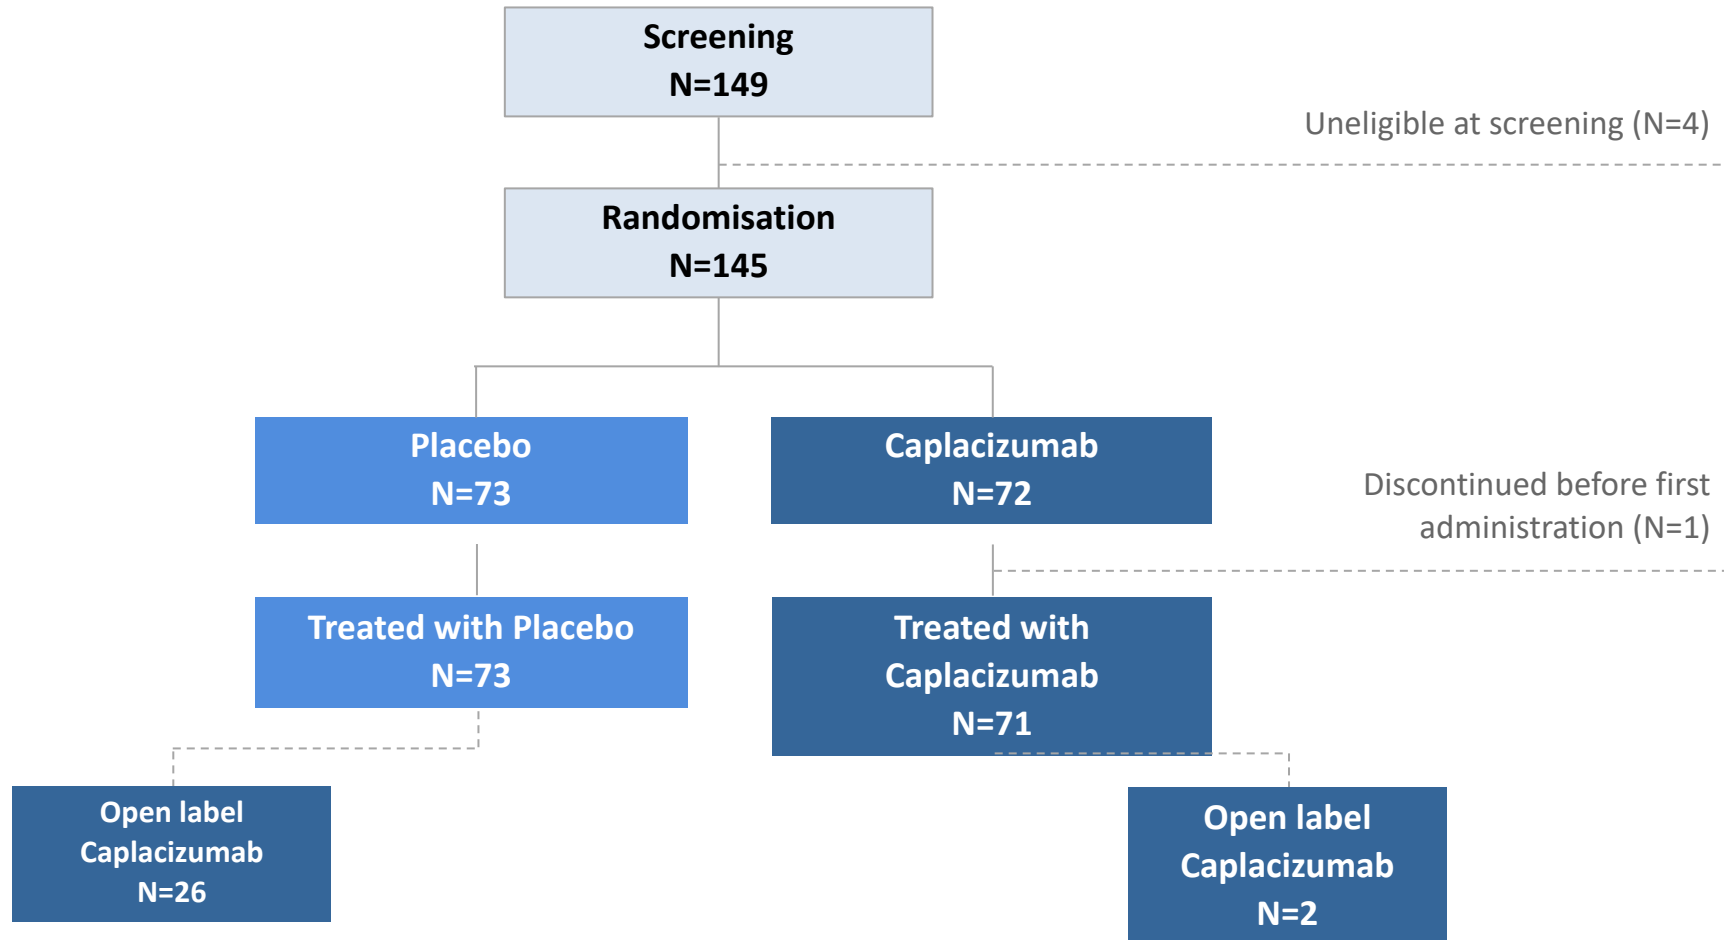 Screening
N=149
Uneligible at screening (N=4)
Randomisation
N=145
Placebo
N=73
Caplacizumab
N=72
Discontinued before first
administration (N=1)
Treated with Placebo
N=73
Treated with
Caplacizumab
N=71
Open label
Caplacizumab
N=26
Open label
Caplacizumab
N=2